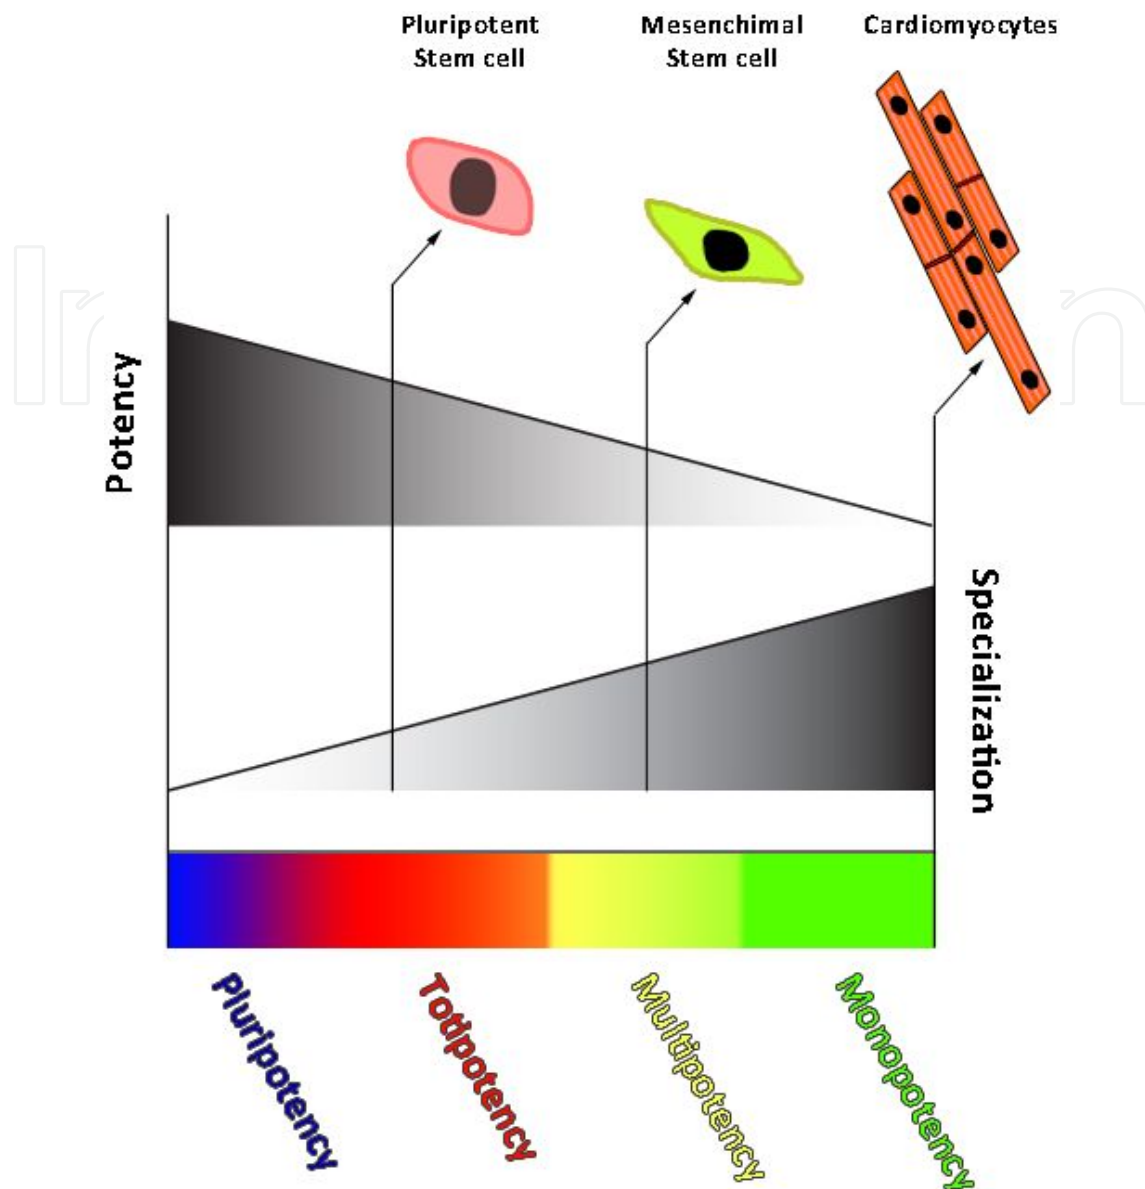 Pluripotent
Stem cell
Mesenchimal
Stem cell
Cardiomyocytes
Potency
Specialization
Pluripotency
Totipotency
Multipotency
Monopotency